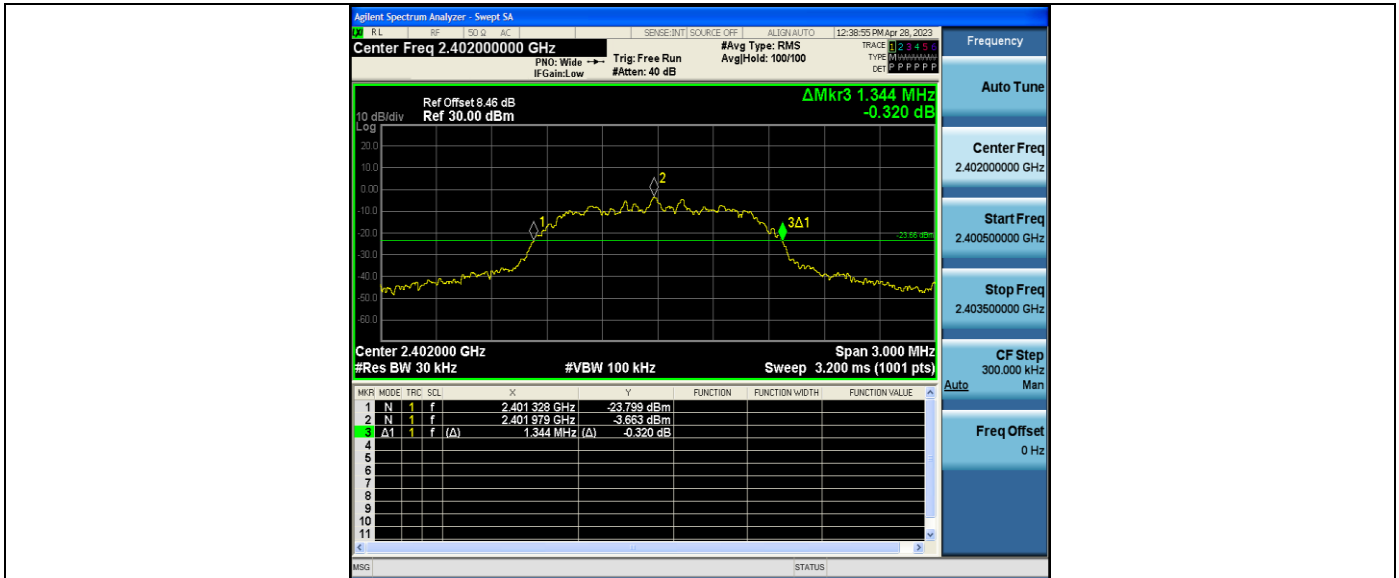 Agilent Spectrum Analyzer - Swept SA
RL RF 50 Ω AC SENSE:INT SOURCE OFF ALIGNAUTO 12:38:55 PM Apr 28, 2023
Center Freq 2.402000000 GHz
PNO: Wide
IFGain:Low
Trig: Free Run
#Atten: 40 dB
#Avg Type: RMS
Avg|Hold: 100/100
TRACE 1 2 3 4 5 6
TYPE M WWWWW
DET P P P P P P
Ref Offset 8.46 dB
10 dB/div Ref 30.00 dBm
Log
ΔMkr3 1.344 MHz
-0.320 dB
20.0
10.0
0.00
-10.0
-20.0
-30.0
-40.0
-50.0
-60.0
1
2
3Δ1
-23.66 dBm
Center 2.402000 GHz Span 3.000 MHz
#Res BW 30 kHz #VBW 100 kHz Sweep 3.200 ms (1001 pts)
MKR MODE TRC SCL X Y FUNCTION FUNCTION WIDTH FUNCTION VALUE
1 N 1 f 2.401 328 GHz -23.799 dBm
2 N 1 f 2.401 979 GHz -3.663 dBm
3 Δ1 1 f (Δ) 1.344 MHz (Δ) -0.320 dB
4
5
6
7
8
9
10
11
MSG STATUS
Frequency
Auto Tune
Center Freq
2.402000000 GHz
Start Freq
2.400500000 GHz
Stop Freq
2.403500000 GHz
CF Step
300.000 kHz
Auto Man
Freq Offset
0 Hz